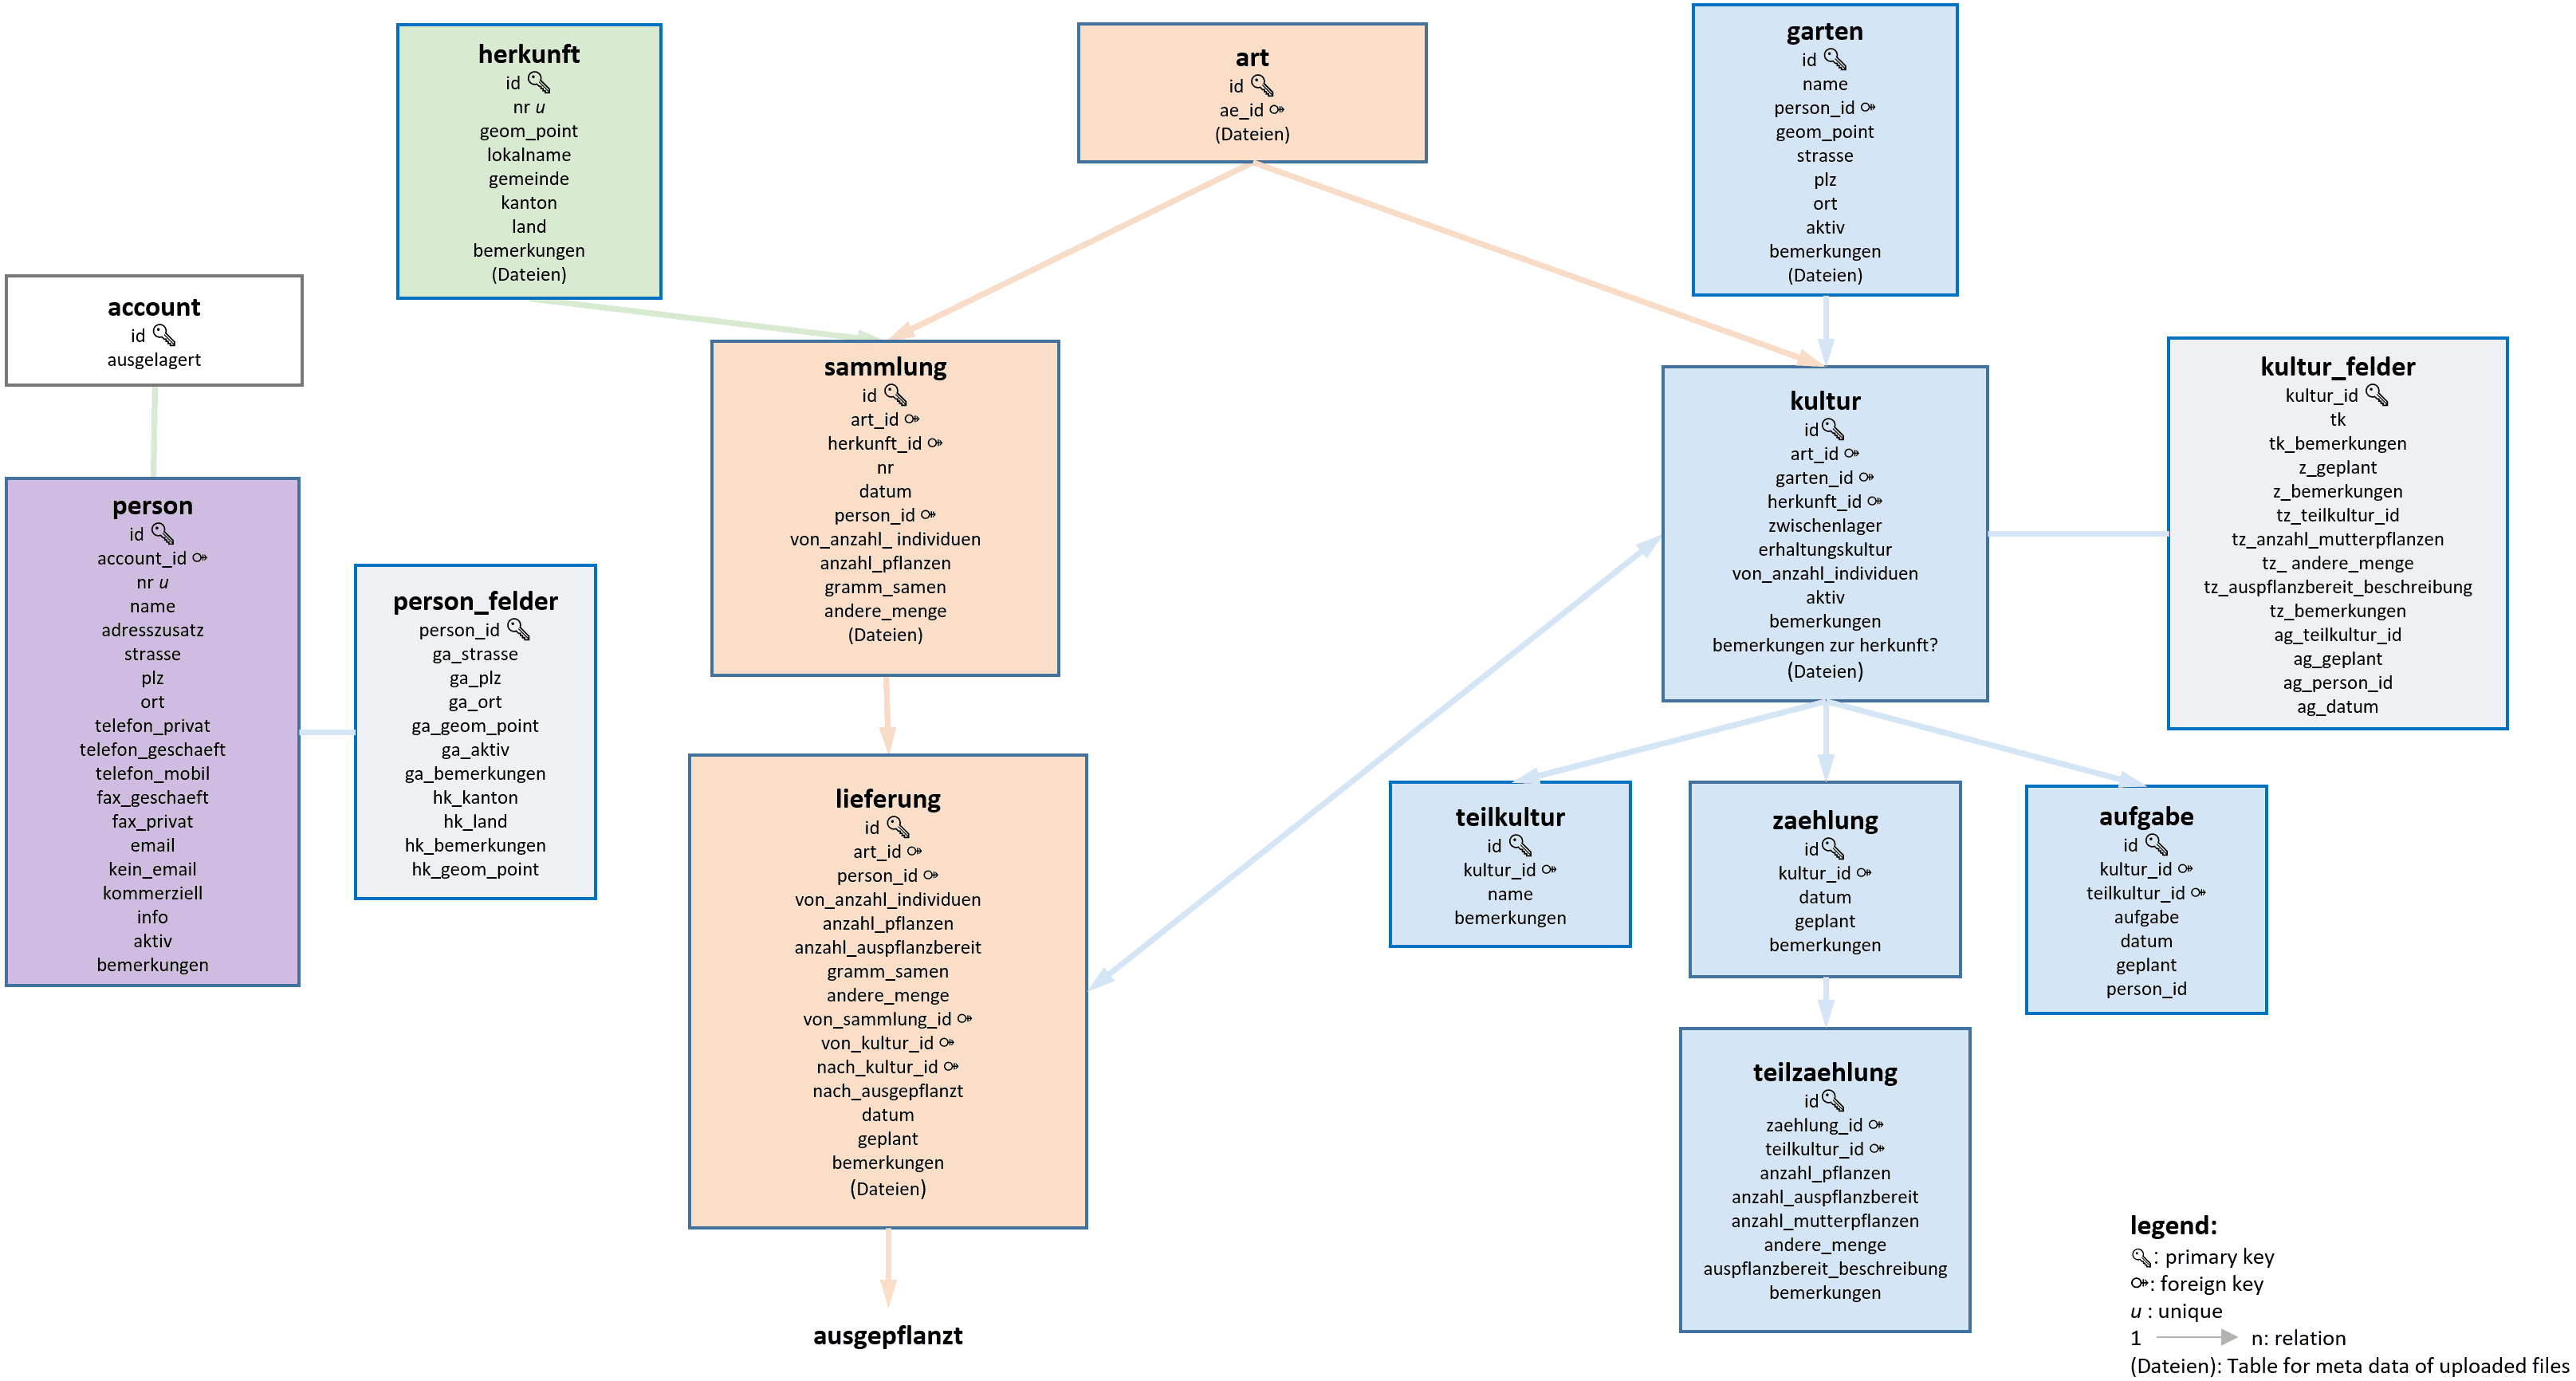 herkunft
id
nr u
geom_point
lokalname
gemeinde
kanton
land
bemerkungen
(Dateien)
art
id
ae_id
(Dateien)
garten
id
name
person_id
geom_point
strasse
plz
ort
aktiv
bemerkungen
(Dateien)
account
id
ausgelagert
person
id
account_id
nr u
name
adresszusatz
strasse
plz
ort
telefon_privat
telefon_geschaeft
telefon_mobil
fax_geschaeft
fax_privat
email
kein_email
kommerziell
info
aktiv
bemerkungen
person_felder
person_id
ga_strasse
ga_plz
ga_ort
ga_geom_point
ga_aktiv
ga_bemerkungen
hk_kanton
hk_land
hk_bemerkungen
hk_geom_point
sammlung
id
art_id
herkunft_id
nr
datum
person_id
von_anzahl_ individuen
anzahl_pflanzen
gramm_samen
andere_menge
(Dateien)
lieferung
id
art_id
person_id
von_anzahl_individuen
anzahl_pflanzen
anzahl_auspflanzbereit
gramm_samen
andere_menge
von_sammlung_id
von_kultur_id
nach_kultur_id
nach_ausgepflanzt
datum
geplant
bemerkungen
(Dateien)
ausgepflanzt
kultur
id
art_id
garten_id
herkunft_id
zwischenlager
erhaltungskultur
von_anzahl_individuen
aktiv
bemerkungen
bemerkungen zur herkunft?
(Dateien)
kultur_felder
kultur_id
tk
tk_bemerkungen
z_geplant
z_bemerkungen
tz_teilkultur_id
tz_anzahl_mutterpflanzen
tz_ andere_menge
tz_auspflanzbereit_beschreibung
tz_bemerkungen
ag_teilkultur_id
ag_geplant
ag_person_id
ag_datum
teilkultur
id
kultur_id
name
bemerkungen
zaehlung
id
kultur_id
datum
geplant
bemerkungen
aufgabe
id
kultur_id
teilkultur_id
aufgabe
datum
geplant
person_id
teilzaehlung
id
zaehlung_id
teilkultur_id
anzahl_pflanzen
anzahl_auspflanzbereit
anzahl_mutterpflanzen
andere_menge
auspflanzbereit_beschreibung
bemerkungen
legend:
: primary key
: foreign key
u : unique
1 n: relation
(Dateien): Table for meta data of uploaded files